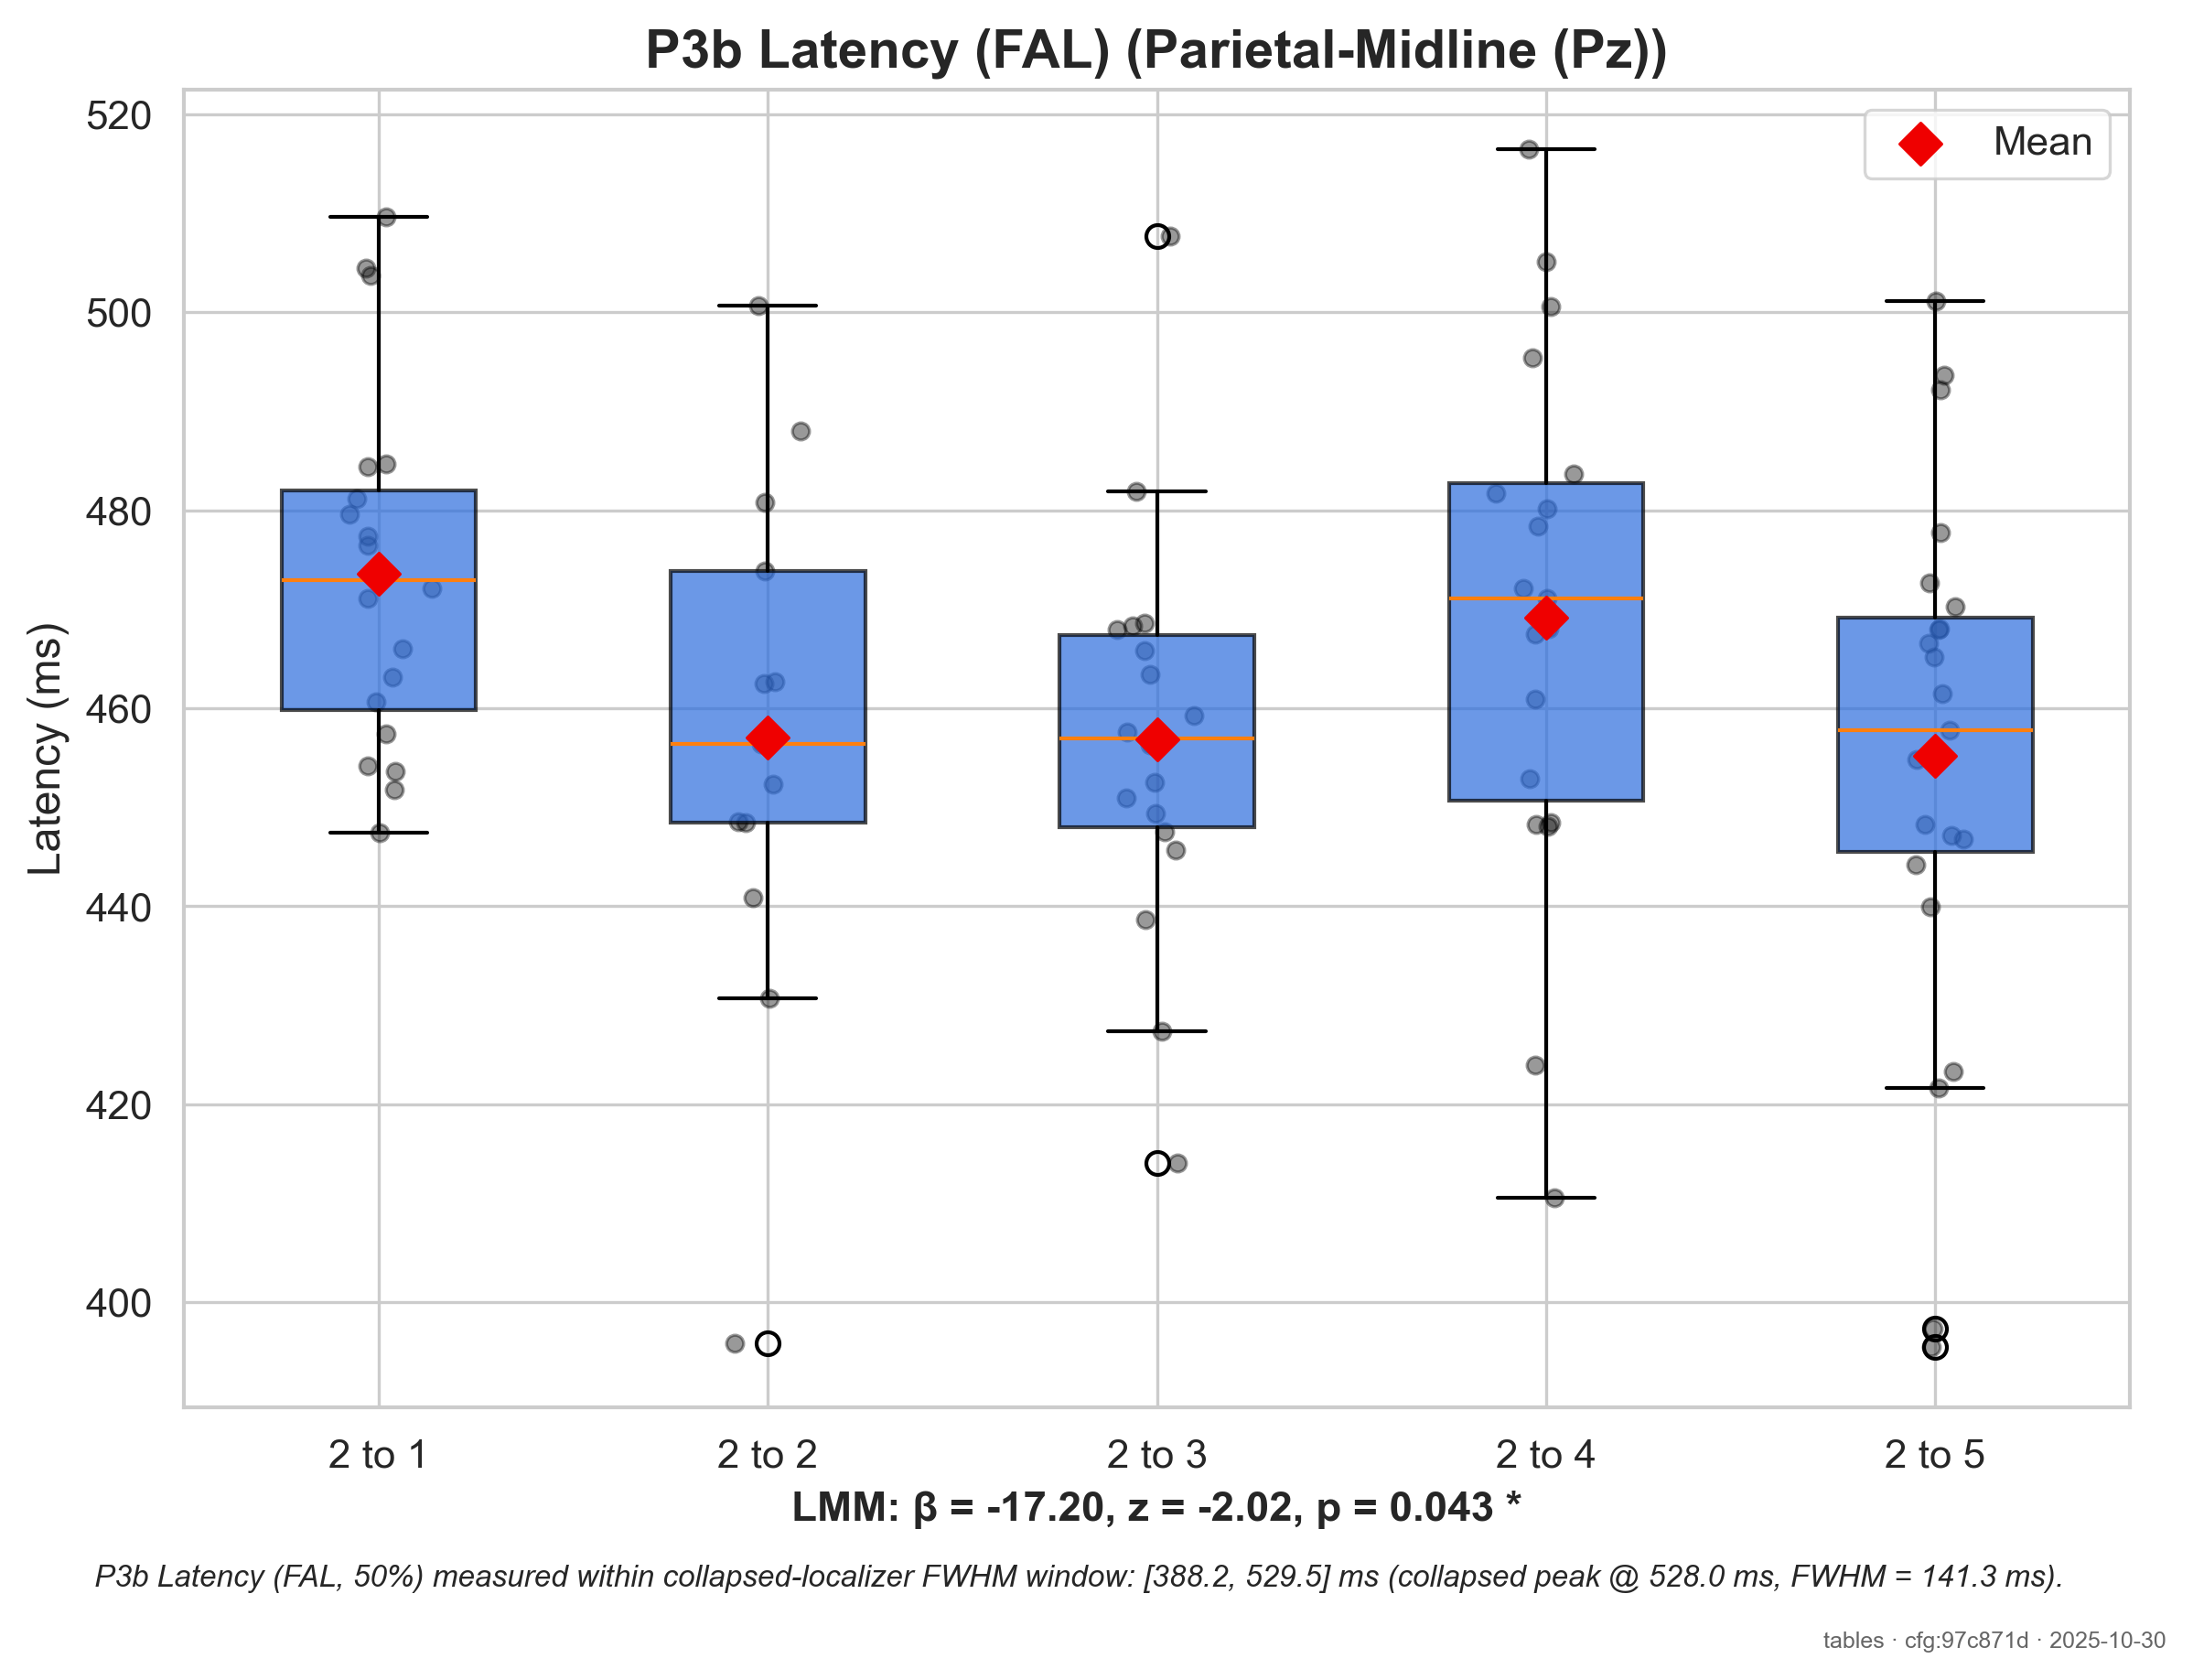 P3b Latency (FAL) (Parietal-Midline (Pz))
Mean
Latency (ms)
520
500
480
460
440
420
400
2 to 1 2 to 2 2 to 3 2 to 4 2 to 5
LMM: β = -17.20, z = -2.02, p = 0.043 *
P3b Latency (FAL, 50%) measured within collapsed-localizer FWHM window: [388.2, 529.5] ms (collapsed peak @ 528.0 ms, FWHM = 141.3 ms).
tables · cfg:97c871d · 2025-10-30